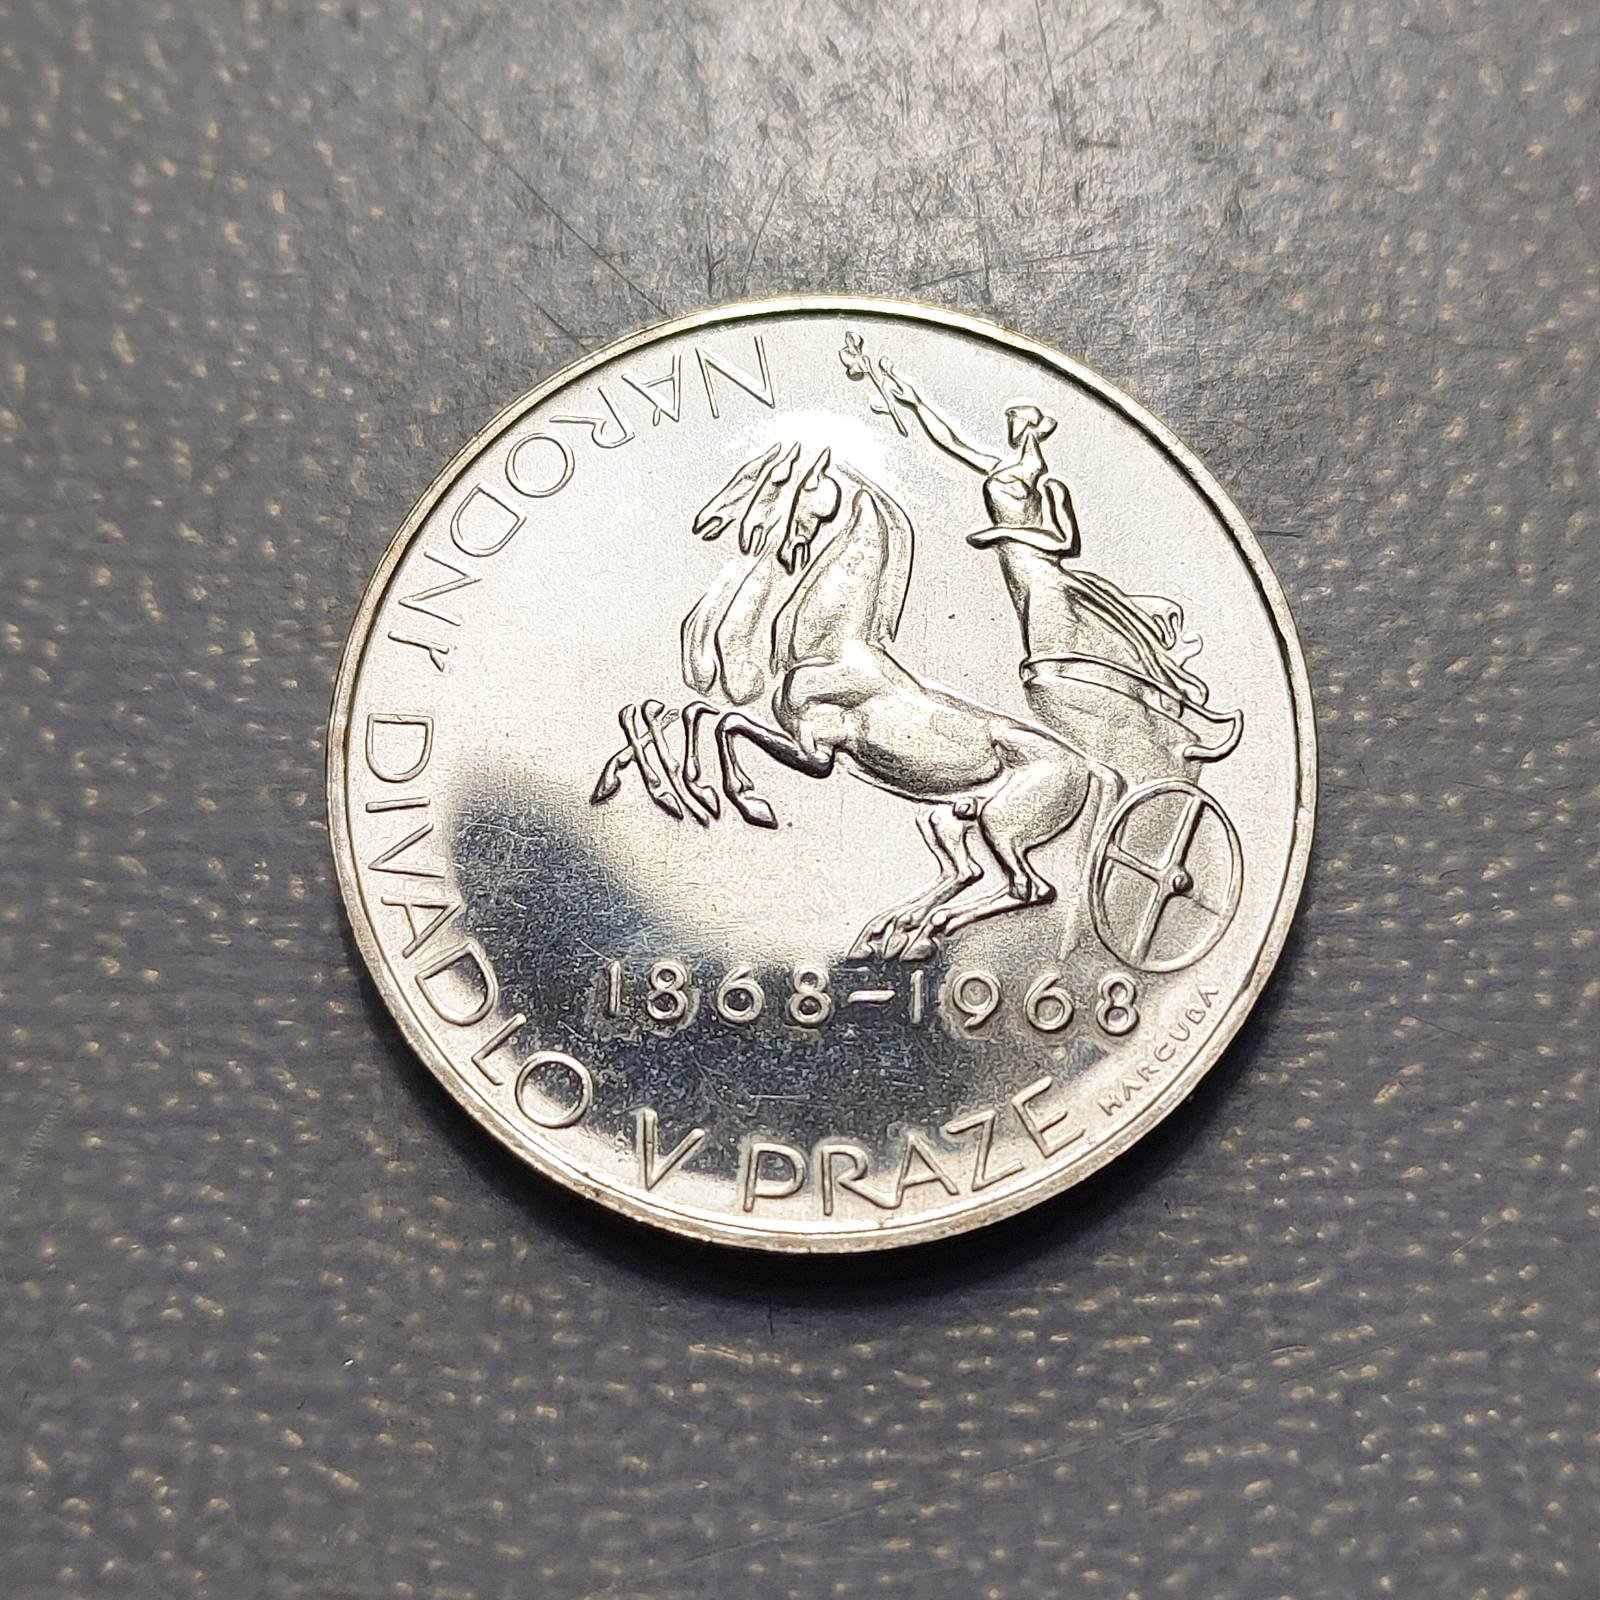 NÁRODNÍ DIVADLO V PRAZE
1868-1968
HARCUBA